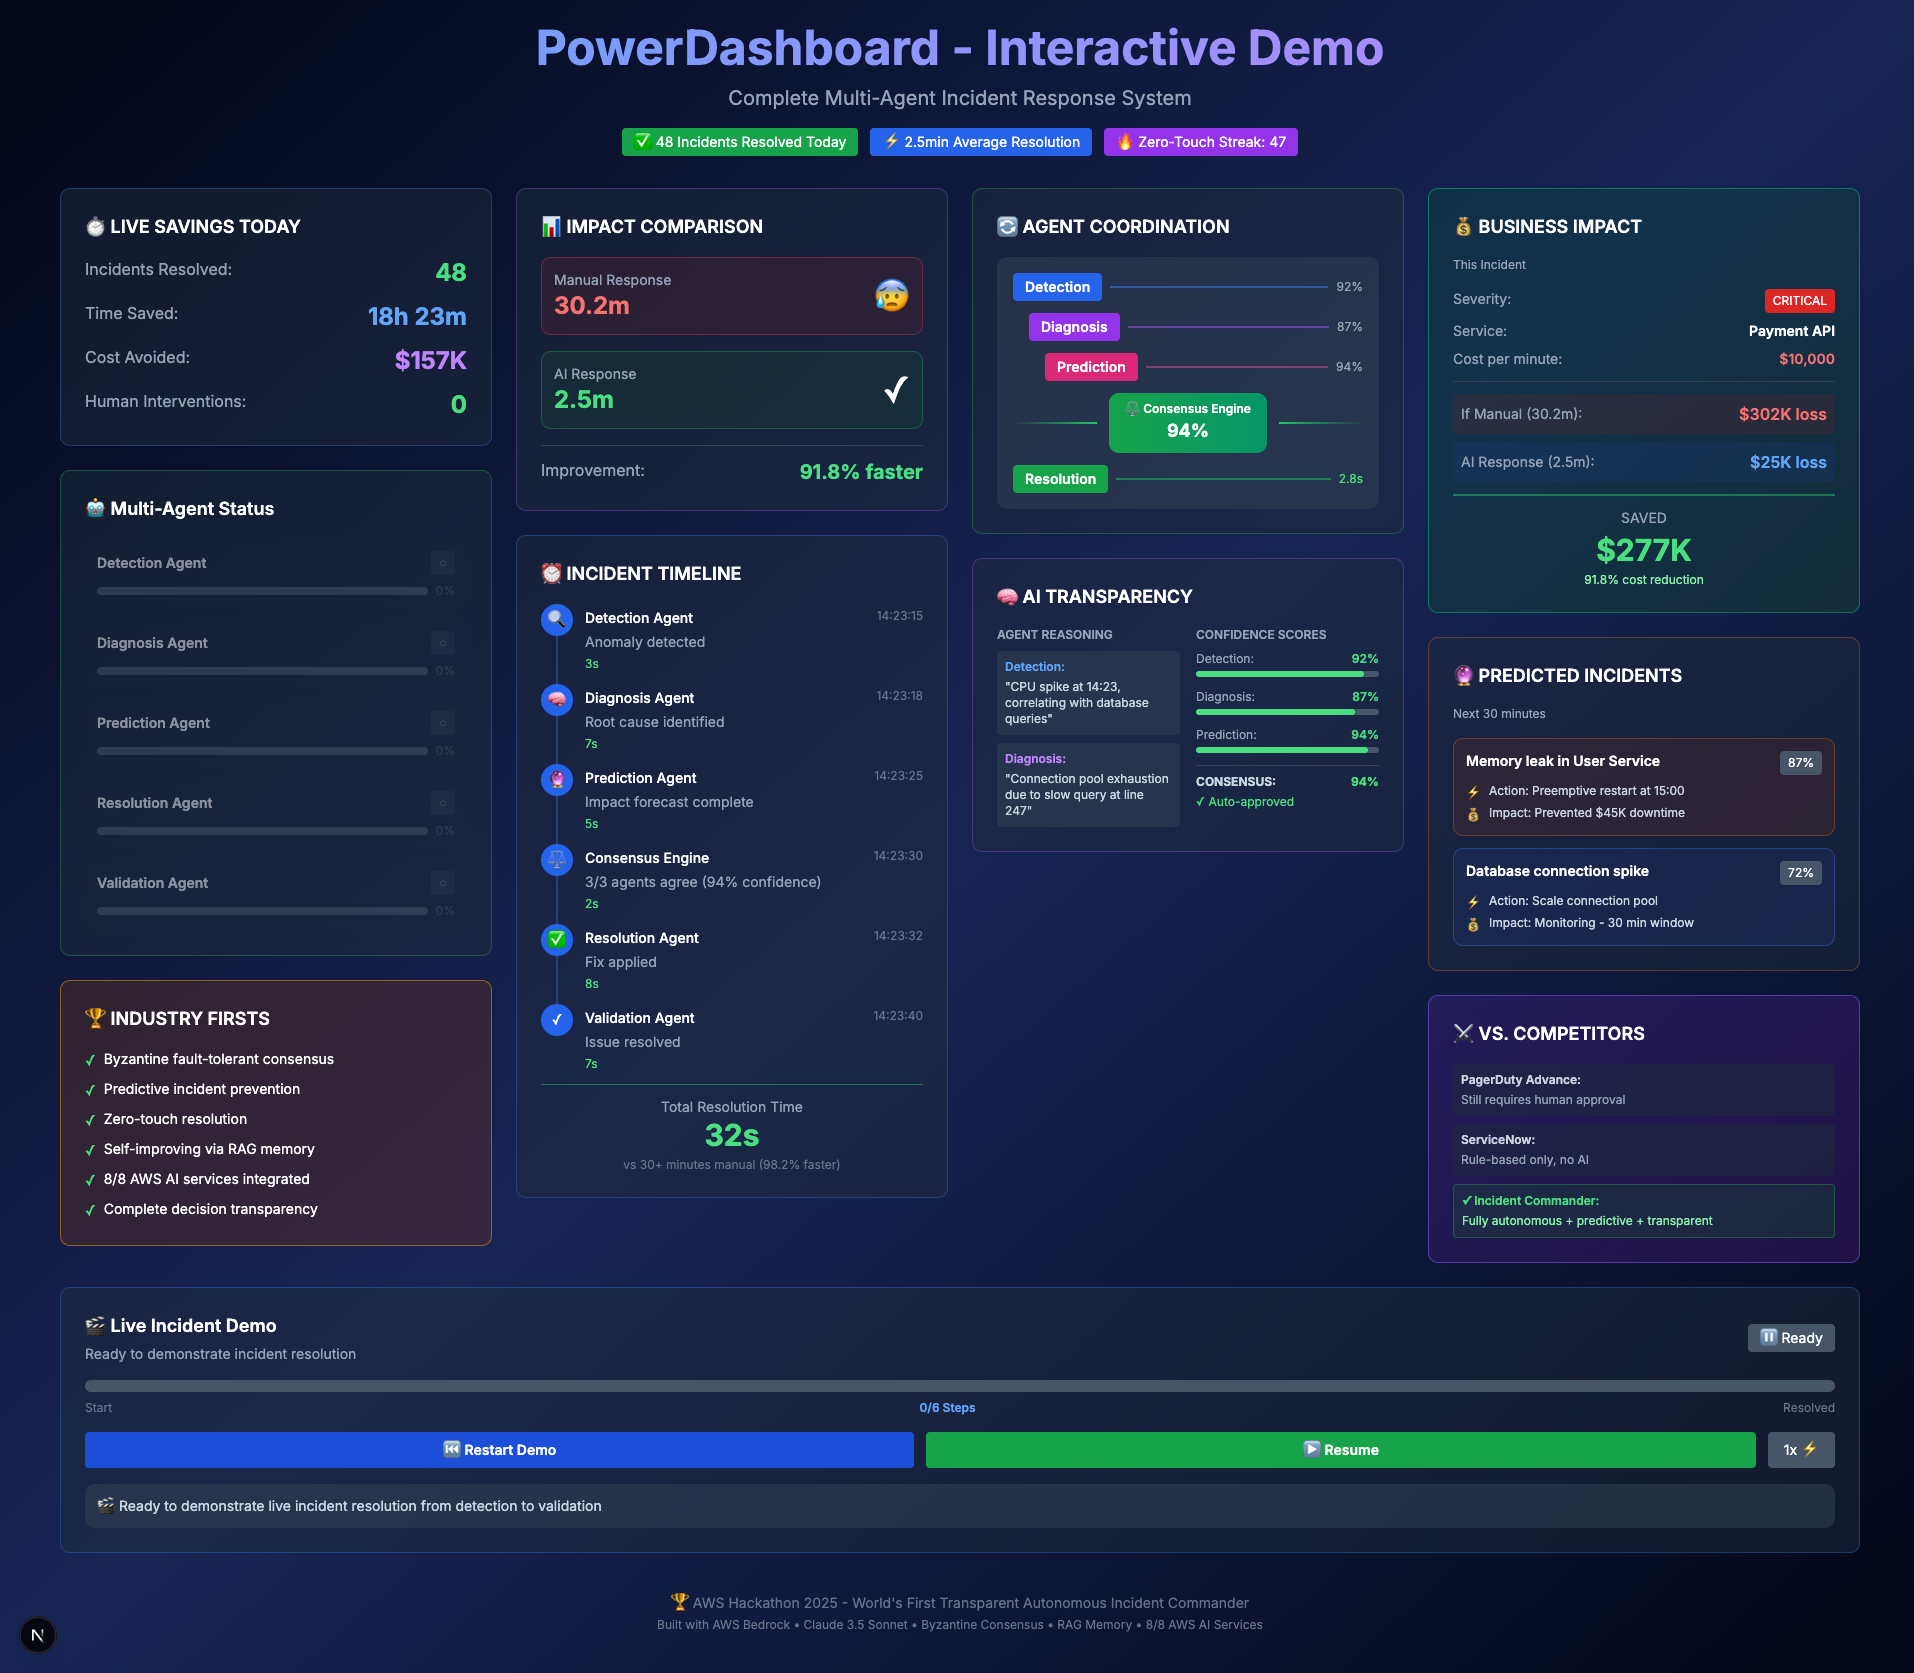 PowerDashboard - Interactive Demo
Complete Multi-Agent Incident Response System
✅ 48 Incidents Resolved Today
⚡ 2.5min Average Resolution
🔥 Zero-Touch Streak: 47
⏱️ LIVE SAVINGS TODAY
Incidents Resolved: 48
Time Saved: 18h 23m
Cost Avoided: $157K
Human Interventions: 0
🤖 Multi-Agent Status
Detection Agent ○
0%
Diagnosis Agent ○
0%
Prediction Agent ○
0%
Resolution Agent ○
0%
Validation Agent ○
0%
🏆 INDUSTRY FIRSTS
✓ Byzantine fault-tolerant consensus
✓ Predictive incident prevention
✓ Zero-touch resolution
✓ Self-improving via RAG memory
✓ 8/8 AWS AI services integrated
✓ Complete decision transparency
📊 IMPACT COMPARISON
Manual Response
30.2m 😰
AI Response
2.5m ✓
Improvement: 91.8% faster
⏰ INCIDENT TIMELINE
Detection Agent 14:23:15
Anomaly detected
3s
Diagnosis Agent 14:23:18
Root cause identified
7s
Prediction Agent 14:23:25
Impact forecast complete
5s
Consensus Engine 14:23:30
3/3 agents agree (94% confidence)
2s
Resolution Agent 14:23:32
Fix applied
8s
Validation Agent 14:23:40
Issue resolved
7s
Total Resolution Time
32s
vs 30+ minutes manual (98.2% faster)
🔄 AGENT COORDINATION
Detection 92%
Diagnosis 87%
Prediction 94%
⚖️ Consensus Engine
94%
Resolution 2.8s
🧠 AI TRANSPARENCY
AGENT REASONING
Detection:
"CPU spike at 14:23,
correlating with database
queries"
Diagnosis:
"Connection pool exhaustion
due to slow query at line
247"
CONFIDENCE SCORES
Detection: 92%
Diagnosis: 87%
Prediction: 94%
CONSENSUS: 94%
✓ Auto-approved
💰 BUSINESS IMPACT
This Incident
Severity: CRITICAL
Service: Payment API
Cost per minute: $10,000
If Manual (30.2m): $302K loss
AI Response (2.5m): $25K loss
SAVED
$277K
91.8% cost reduction
🔮 PREDICTED INCIDENTS
Next 30 minutes
Memory leak in User Service 87%
⚡ Action: Preemptive restart at 15:00
💰 Impact: Prevented $45K downtime
Database connection spike 72%
⚡ Action: Scale connection pool
💰 Impact: Monitoring - 30 min window
⚔️ VS. COMPETITORS
PagerDuty Advance:
Still requires human approval
ServiceNow:
Rule-based only, no AI
✓ Incident Commander:
Fully autonomous + predictive + transparent
🎬 Live Incident Demo
Ready to demonstrate incident resolution
⏸️ Ready
Start 0/6 Steps Resolved
⏮️ Restart Demo
▶️ Resume
1x ⚡
🎬 Ready to demonstrate live incident resolution from detection to validation
🏆 AWS Hackathon 2025 - World's First Transparent Autonomous Incident Commander
Built with AWS Bedrock • Claude 3.5 Sonnet • Byzantine Consensus • RAG Memory • 8/8 AWS AI Services
N